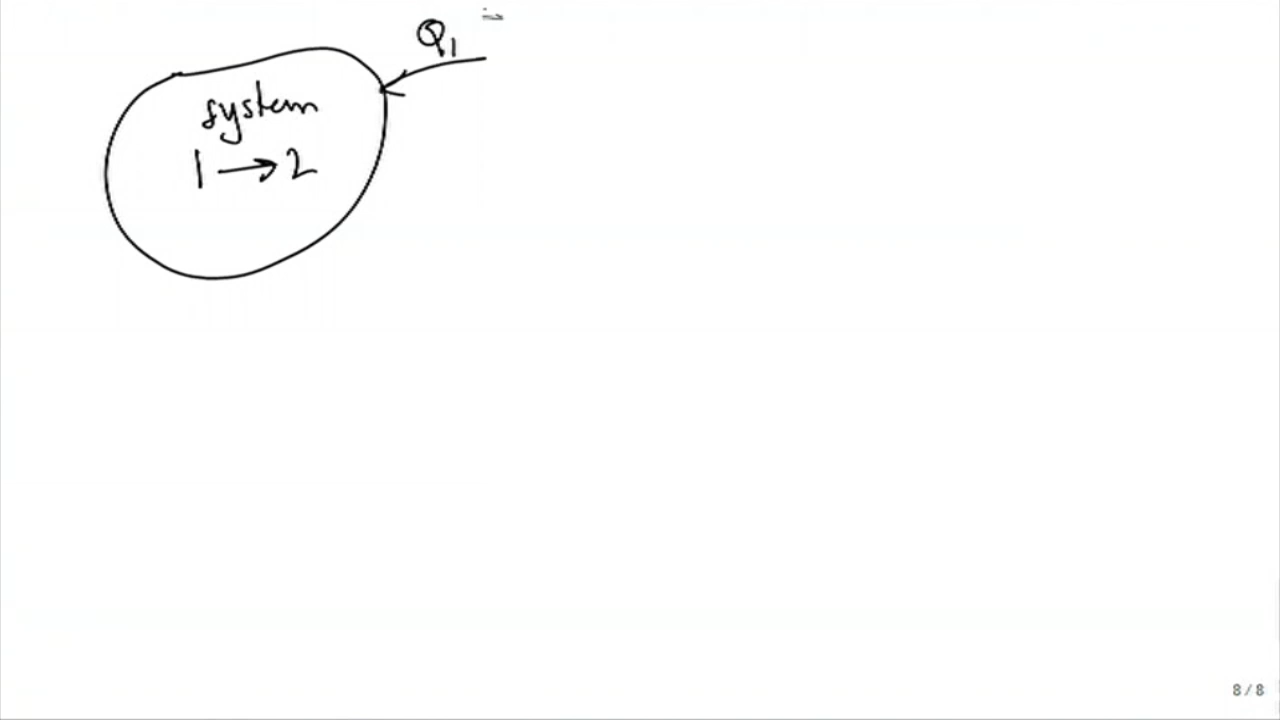 Q₁
system
1 → 2
8 / 8